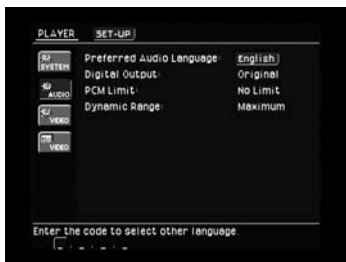 PLAYER SET-UP
SYSTEM
AUDIO
VIDEO
VIDEO
Preferred Audio Language: English
Digital Output: Original
PCM Limit: No Limit
Dynamic Range: Maximum
Enter the code to select other language.
_ . _ . _ . _